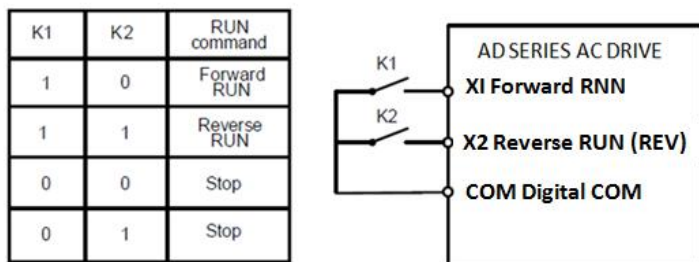 K1 K2 RUN
command
1 0 Forward
RUN
1 1 Reverse
RUN
0 0 Stop
0 1 Stop
AD SERIES AC DRIVE
K1
XI Forward RNN
K2
X2 Reverse RUN (REV)
COM Digital COM